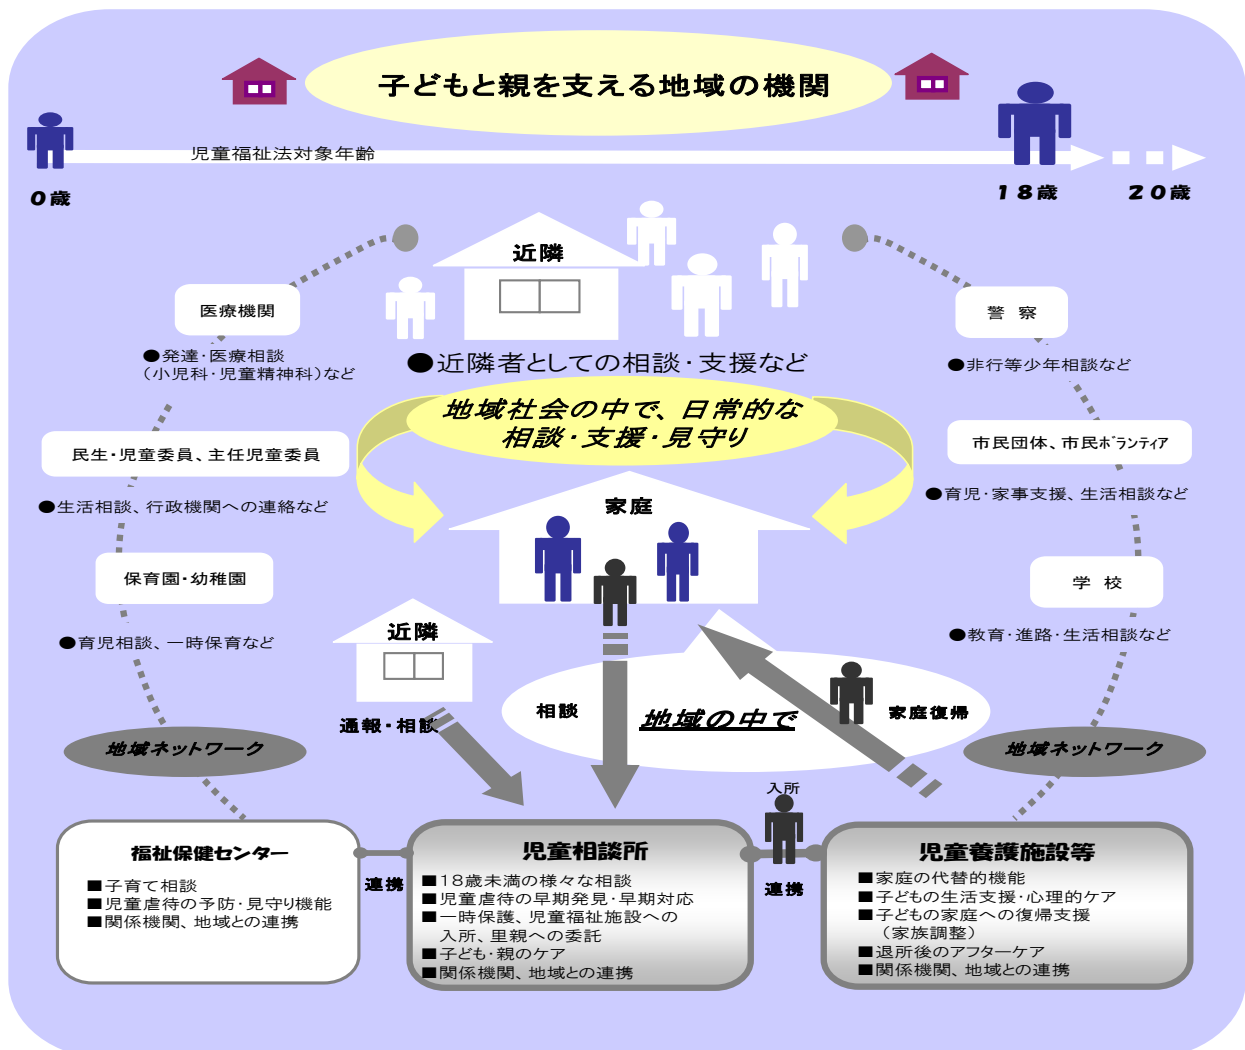 子どもと親を支える地域の機関
児童福祉法対象年齢
0歳
18歳
20歳
近隣
医療機関
●発達・医療相談
（小児科・児童精神科）など
●近隣者としての相談・支援など
警 察
●非行等少年相談など
地域社会の中で、日常的な
相談・支援・見守り
民生・児童委員、主任児童委員
●生活相談、行政機関への連絡など
市民団体、市民ﾎﾞﾗﾝﾃｨｱ
●育児・家事支援、生活相談など
家庭
保育園・幼稚園
●育児相談、一時保育など
学 校
●教育・進路・生活相談など
近隣
通報・相談
相談
地域の中で
家庭復帰
地域ネットワーク
地域ネットワーク
入所
福祉保健センター
■子育て相談
■児童虐待の予防・見守り機能
■関係機関、地域との連携
連携
児童相談所
■18歳未満の様々な相談
■児童虐待の早期発見・早期対応
■一時保護、児童福祉施設への
入所、里親への委託
■子ども・親のケア
■関係機関、地域との連携
連携
児童養護施設等
■家庭の代替的機能
■子どもの生活支援・心理的ケア
■子どもの家庭への復帰支援
（家族調整）
■退所後のアフターケア
■関係機関、地域との連携